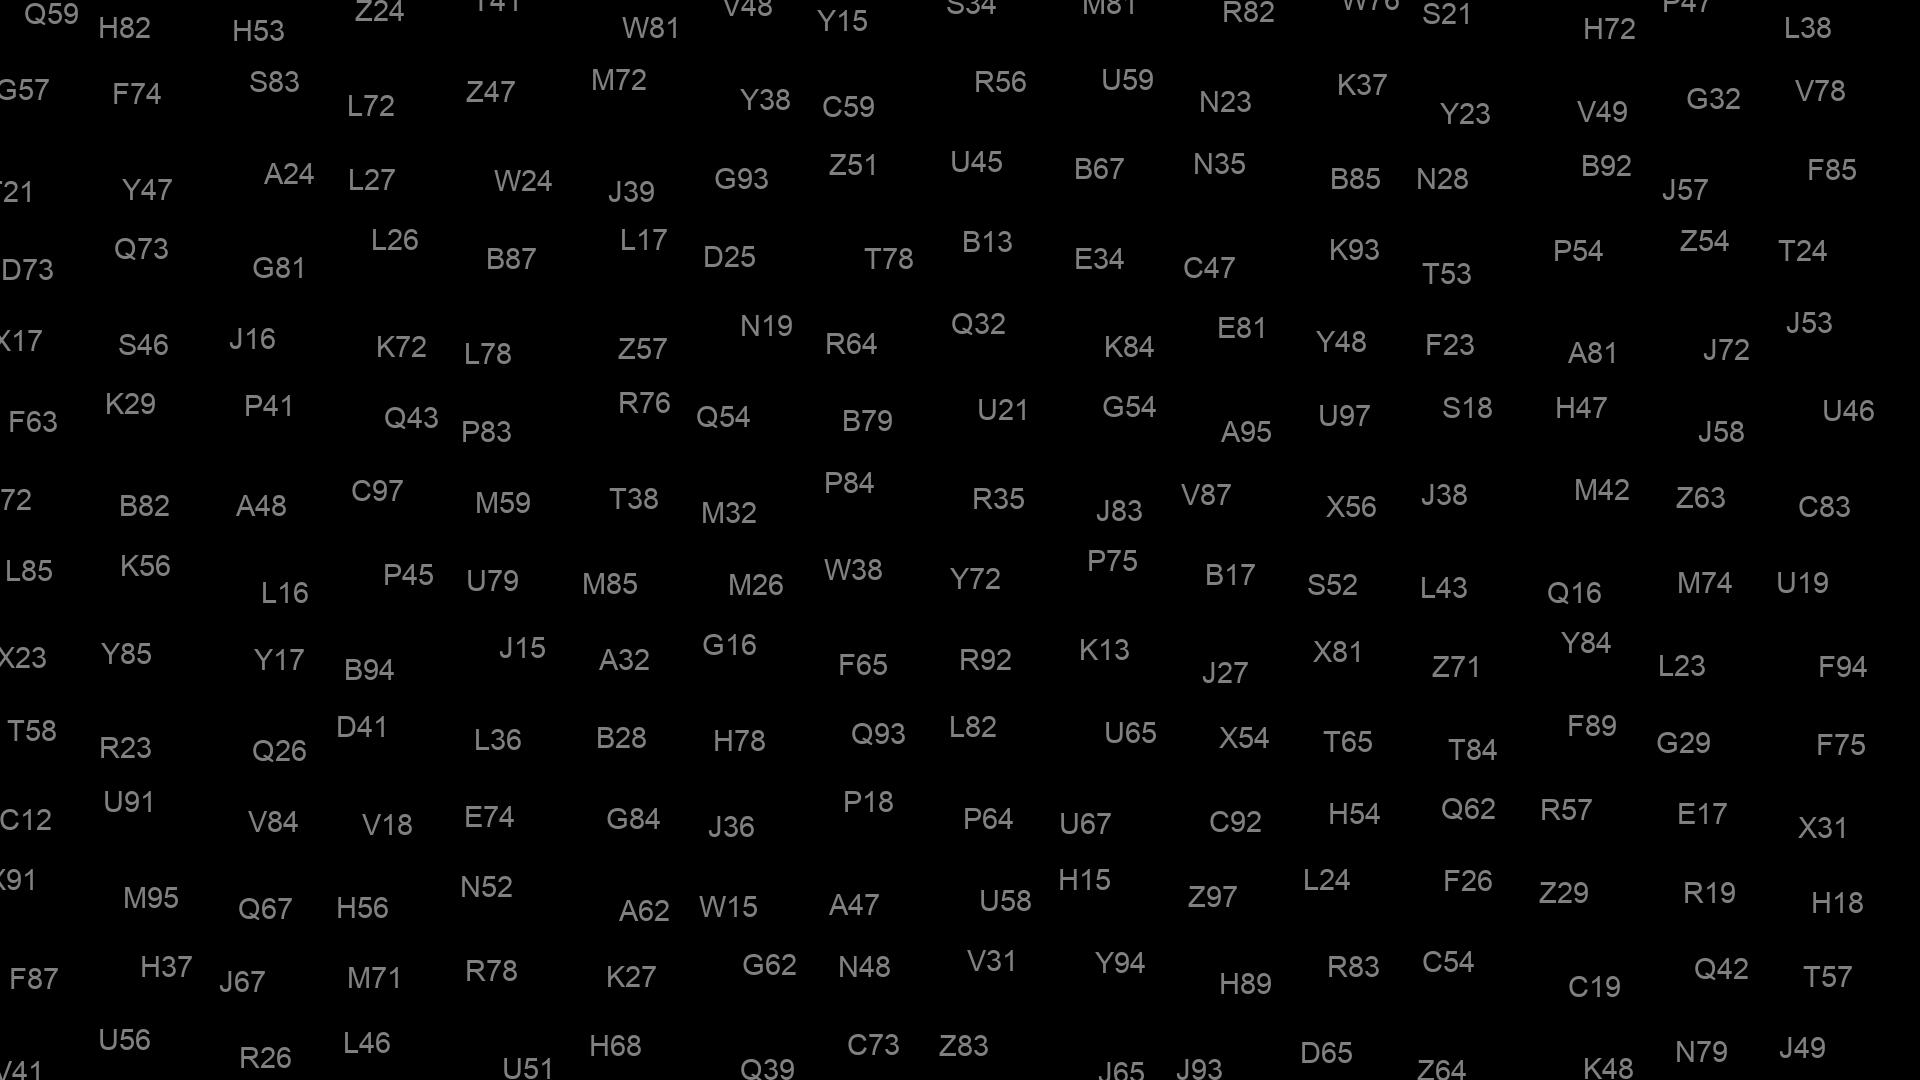 Q59 H82 H53 Z24 T41 W81 V48 Y15 S34 M81 R82 W76 S21 H72 P47 L38
G57 F74 S83 L72 Z47 M72 Y38 C59 R56 U59 N23 K37 Y23 V49 G32 V78
21 Y47 A24 L27 W24 J39 G93 Z51 U45 B67 N35 B85 N28 B92 J57 F85
D73 Q73 G81 L26 B87 L17 D25 T78 B13 E34 C47 K93 T53 P54 Z54 T24
X17 S46 J16 K72 L78 Z57 N19 R64 Q32 K84 E81 Y48 F23 A81 J72 J53
F63 K29 P41 Q43 P83 R76 Q54 B79 U21 G54 A95 U97 S18 H47 J58 U46
72 B82 A48 C97 M59 T38 M32 P84 R35 J83 V87 X56 J38 M42 Z63 C83
L85 K56 L16 P45 U79 M85 M26 W38 Y72 P75 B17 S52 L43 Q16 M74 U19
X23 Y85 Y17 B94 J15 A32 G16 F65 R92 K13 J27 X81 Z71 Y84 L23 F94
T58 R23 Q26 D41 L36 B28 H78 Q93 L82 U65 X54 T65 T84 F89 G29 F75
C12 U91 V84 V18 E74 G84 J36 P18 P64 U67 C92 H54 Q62 R57 E17 X31
X91 M95 Q67 H56 N52 A62 W15 A47 U58 H15 Z97 L24 F26 Z29 R19 H18
F87 H37 J67 M71 R78 K27 G62 N48 V31 Y94 H89 R83 C54 C19 Q42 T57
V41 U56 R26 L46 U51 H68 Q39 C73 Z83 J65 J93 D65 Z64 K48 N79 J49